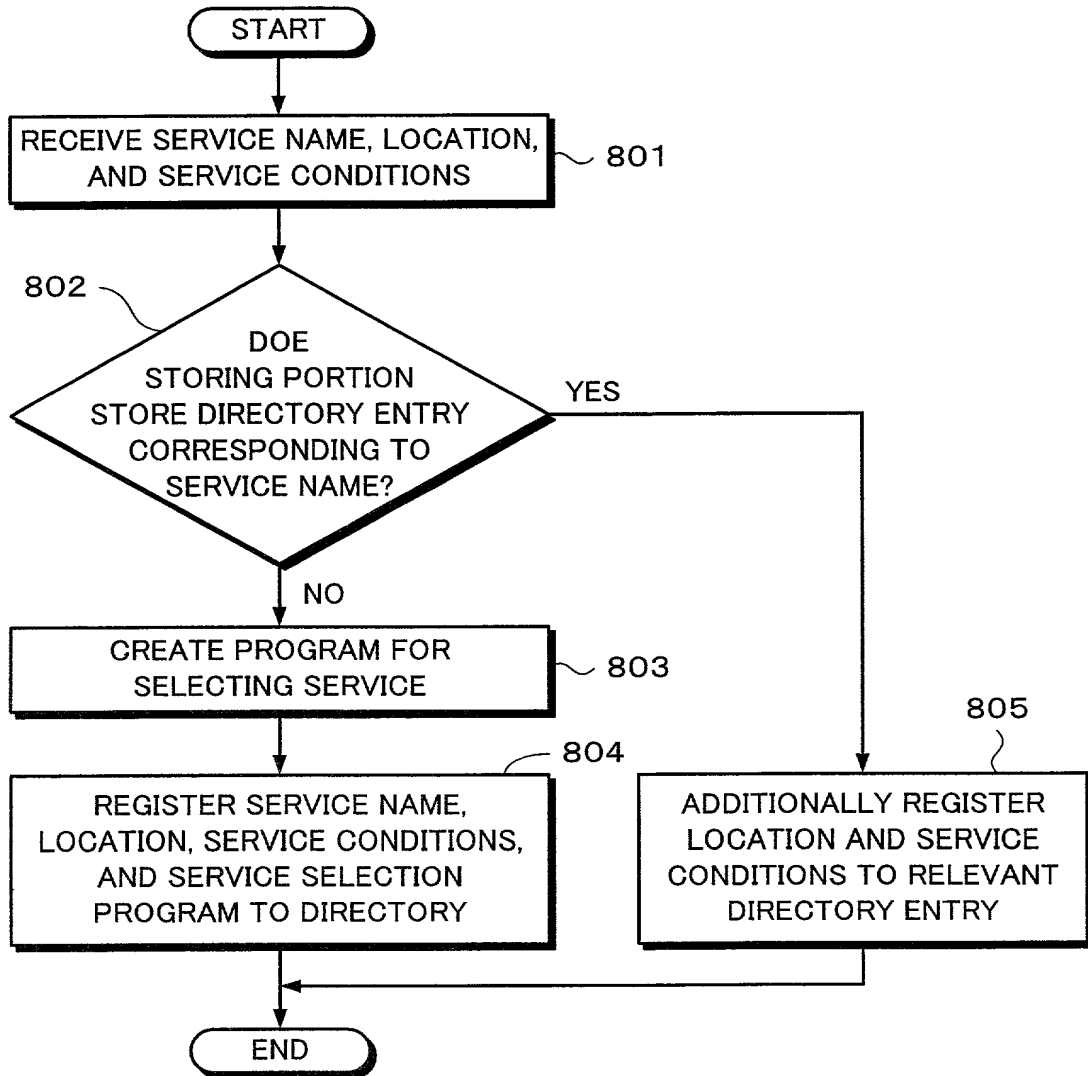 START
RECEIVE SERVICE NAME, LOCATION,
AND SERVICE CONDITIONS
801
802
DOE
STORING PORTION
STORE DIRECTORY ENTRY
CORRESPONDING TO
SERVICE NAME?
YES
NO
CREATE PROGRAM FOR
SELECTING SERVICE
803
804
REGISTER SERVICE NAME,
LOCATION, SERVICE CONDITIONS,
AND SERVICE SELECTION
PROGRAM TO DIRECTORY
805
ADDITIONALLY REGISTER
LOCATION AND SERVICE
CONDITIONS TO RELEVANT
DIRECTORY ENTRY
END